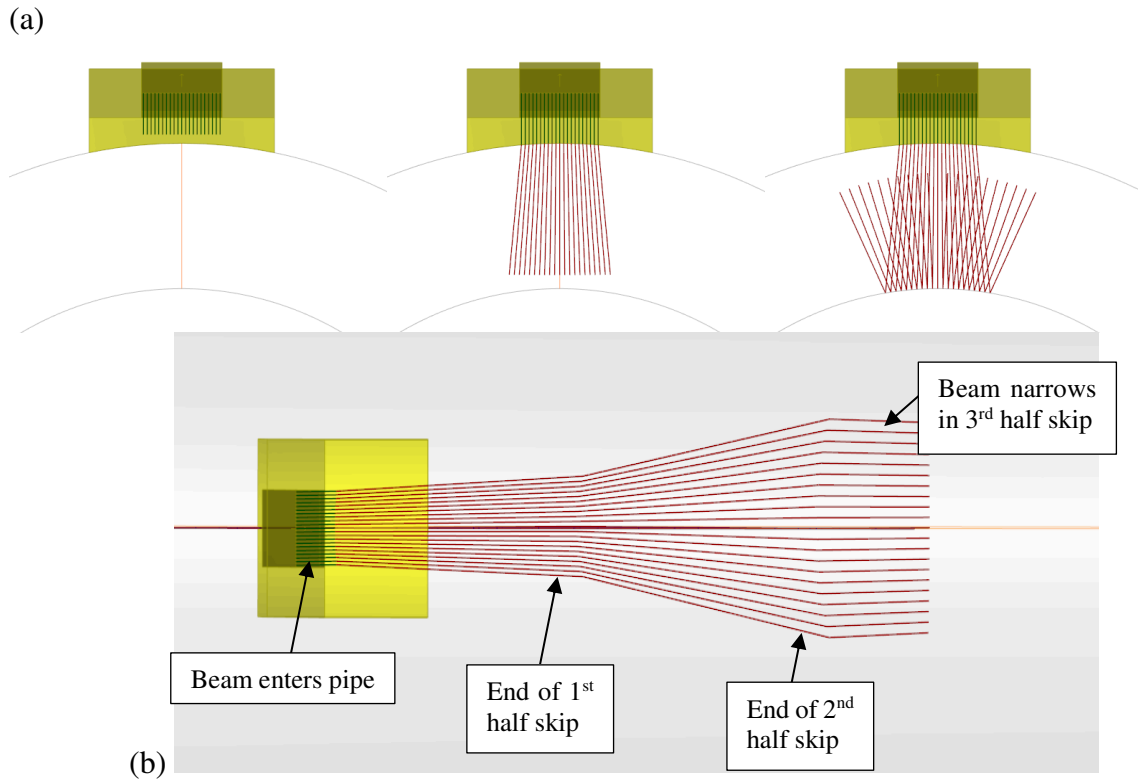 (a)
Beam narrows
in 3rd half skip
Beam enters pipe
End of 1st
half skip
End of 2nd
half skip
(b)